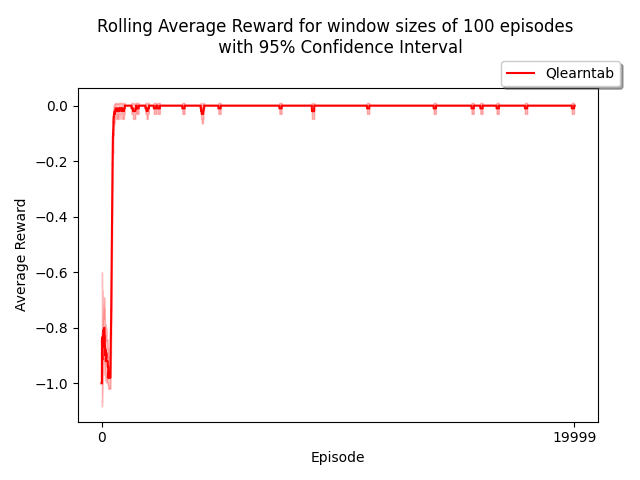 Rolling Average Reward for window sizes of 100 episodes
with 95% Confidence Interval
Qlearntab
0.0
−0.2
−0.4
−0.6
−0.8
−1.0
Average Reward
0
19999
Episode